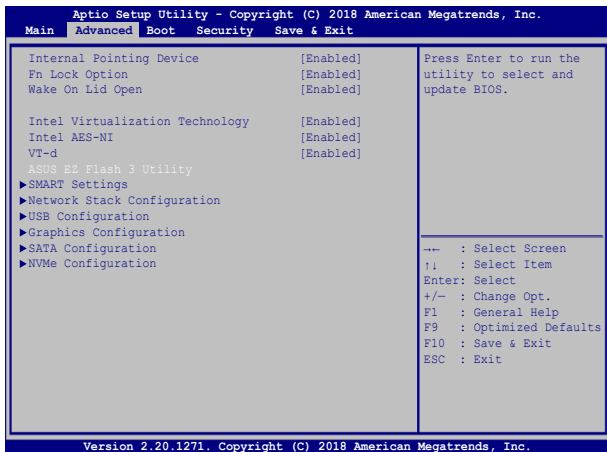 Aptio Setup Utility - Copyright (C) 2018 American Megatrends, Inc.
Main Advanced Boot Security Save & Exit
Internal Pointing Device [Enabled]
Fn Lock Option [Enabled]
Wake On Lid Open [Enabled]
Intel Virtualization Technology [Enabled]
Intel AES-NI [Enabled]
VT-d [Enabled]
ASUS EZ Flash 3 Utility
▶SMART Settings
▶Network Stack Configuration
▶USB Configuration
▶Graphics Configuration
▶SATA Configuration
▶NVMe Configuration
Press Enter to run the
utility to select and
update BIOS.
→← : Select Screen
↑↓ : Select Item
Enter: Select
+/— : Change Opt.
F1 : General Help
F9 : Optimized Defaults
F10 : Save & Exit
ESC : Exit
Version 2.20.1271. Copyright (C) 2018 American Megatrends, Inc.